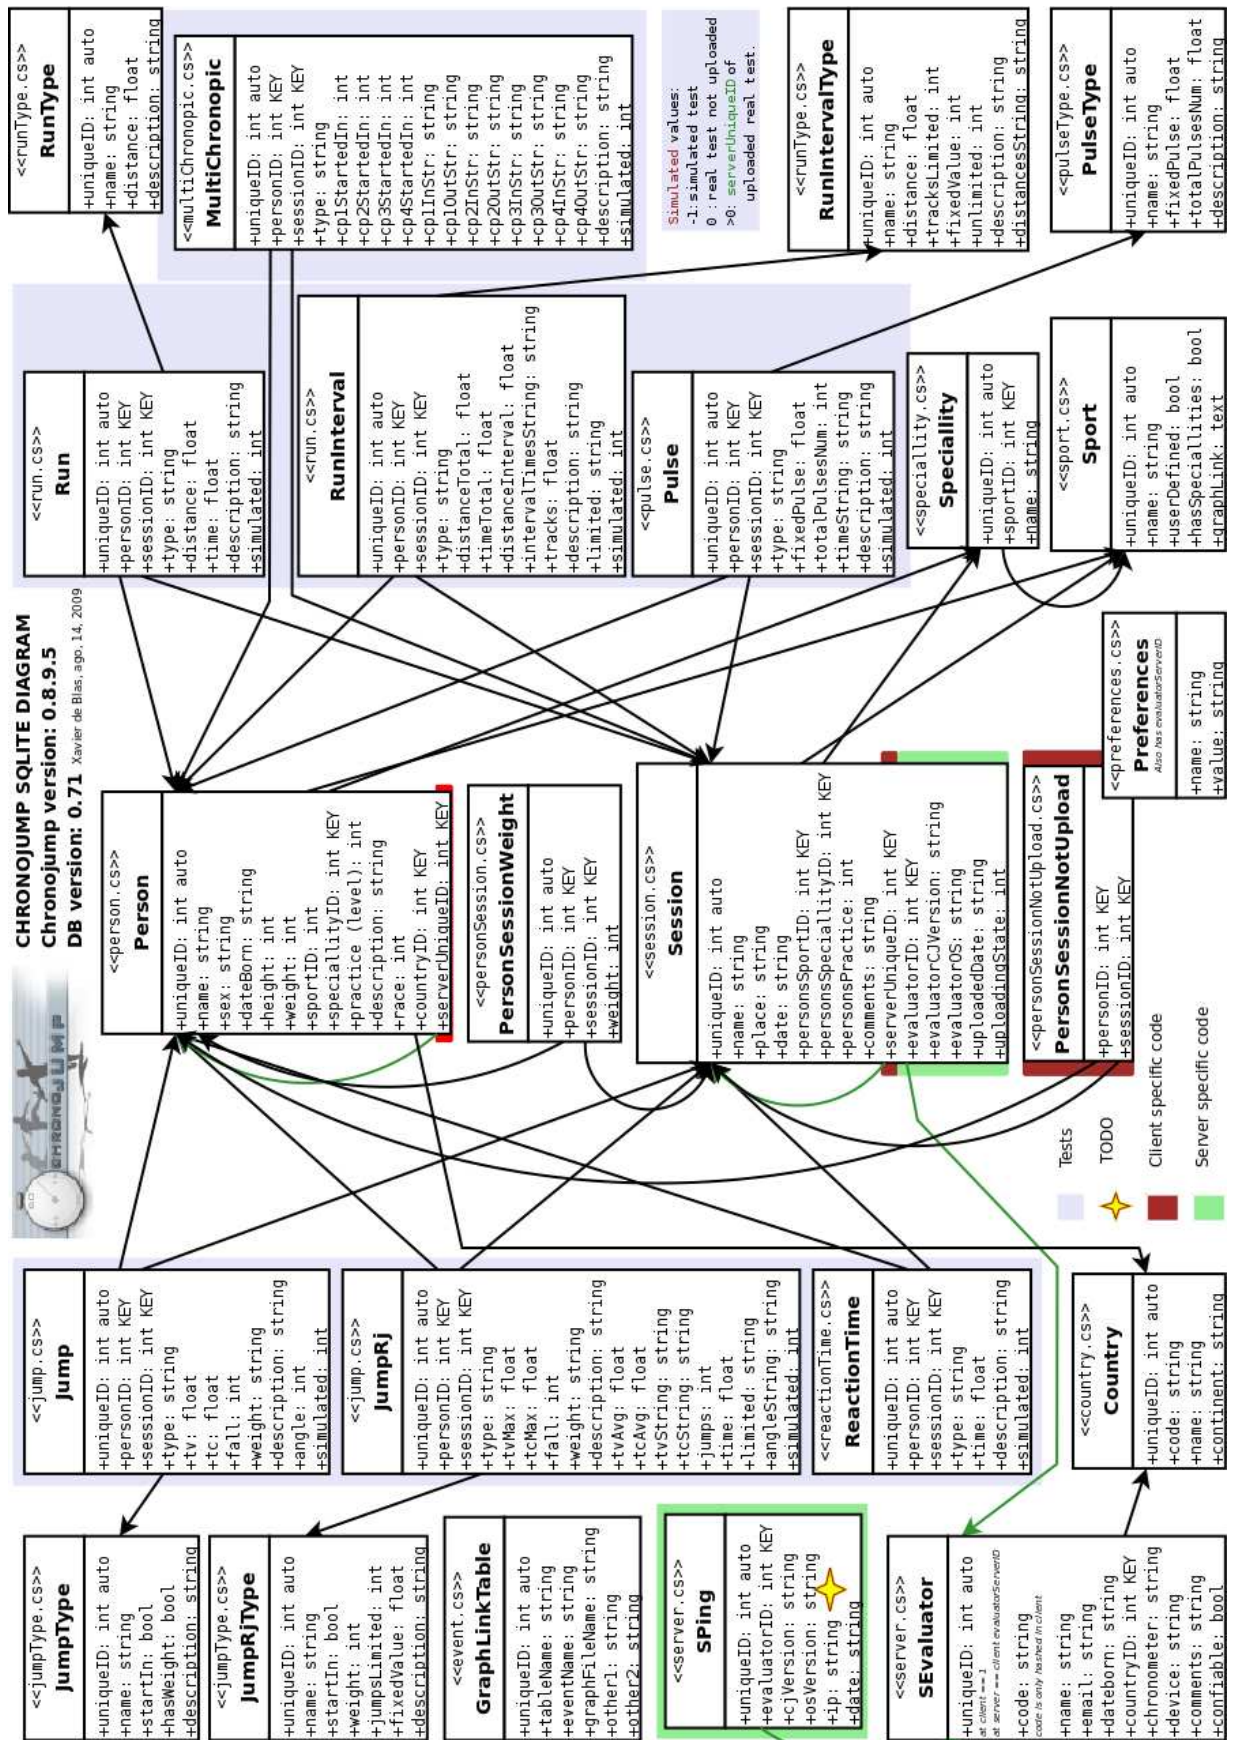 CHRONOJUMP SQLITE DIAGRAM
Chronojump version: 0.8.9.5
DB version: 0.71 Xavier de Blas, ago, 14, 2009
CHRONOJUMP
<<jumpType.cs>>
JumpType
+uniqueID: int auto
+name: string
+startIn: bool
+hasWeight: bool
+description: string
<<jumpType.cs>>
JumpRjType
+uniqueID: int auto
+name: string
+startIn: bool
+weight: int
+jumpsLimited: int
+fixedValue: float
+description: string
<<event.cs>>
GraphLinkTable
+uniqueID: int auto
+tableName: string
+eventName: string
+graphFileName: string
+other1: string
+other2: string
<<server.cs>>
SPing
+uniqueID: int auto
+evaluatorID: int KEY
+cjVersion: string
+osVersion: string
+ip: string
+date: string
<<server.cs>>
SEvaluator
+uniqueID: int auto
at client == 1
at server == client evaluatorServerID
+code: string
code is only hashed in client
+name: string
+email: string
+dateborn: string
+countryID: int KEY
+chronometer: string
+device: string
+comments: string
+confiable: bool
<<jump.cs>>
Jump
+uniqueID: int auto
+personID: int KEY
+sessionID: int KEY
+type: string
+tv: float
+tc: float
+fall: int
+weight: string
+description: string
+angle: int
+simulated: int
<<jump.cs>>
JumpRj
+uniqueID: int auto
+personID: int KEY
+sessionID: int KEY
+type: string
+tvMax: float
+tcMax: float
+fall: int
+weight: string
+description: string
+tvAvg: float
+tcAvg: float
+tvString: string
+tcString: string
+jumps: int
+time: float
+limited: string
+angleString: string
+simulated: int
<<reactionTime.cs>>
ReactionTime
+uniqueID: int auto
+personID: int KEY
+sessionID: int KEY
+type: string
+time: float
+description: string
+simulated: int
<<country.cs>>
Country
+uniqueID: int auto
+code: string
+name: string
+continent: string
Tests
TODO
Client specific code
Server specific code
<<person.cs>>
Person
+uniqueID: int auto
+name: string
+sex: string
+dateBorn: string
+height: int
+weight: int
+sportID: int
+speciallityID: int KEY
+practice (level): int
+description: string
+race: int
+countryID: int KEY
+serverUniqueID: int KEY
<<personSession.cs>>
PersonSessionWeight
+uniqueID: int auto
+personID: int KEY
+sessionID: int KEY
+weight: int
<<session.cs>>
Session
+uniqueID: int auto
+name: string
+place: string
+date: string
+personsSportID: int KEY
+personsSpeciallityID: int KEY
+personsPractice: int
+comments: string
+serverUniqueID: int KEY
+evaluatorID: int KEY
+evaluatorCJVersion: string
+evaluatorOS: string
+uploadedDate: string
+uploadingState: int
<<personSessionNotUpload.cs>>
PersonSessionNotUpload
+personID: int KEY
+sessionID: int KEY
<<preferences.cs>>
Preferences
Also has evaluatorServerID
+name: string
+value: string
<<run.cs>>
Run
+uniqueID: int auto
+personID: int KEY
+sessionID: int KEY
+type: string
+distance: float
+time: float
+description: string
+simulated: int
<<run.cs>>
RunInterval
+uniqueID: int auto
+personID: int KEY
+sessionID: int KEY
+type: string
+distanceTotal: float
+timeTotal: float
+distanceInterval: float
+intervalTimesString: string
+tracks: float
+description: string
+limited: string
+simulated: int
<<pulse.cs>>
Pulse
+uniqueID: int auto
+personID: int KEY
+sessionID: int KEY
+type: string
+fixedPulse: float
+totalPulsesNum: int
+timeString: string
+description: string
+simulated: int
<<speciallity.cs>>
Speciallity
+uniqueID: int auto
+sportID: int KEY
+name: string
<<sport.cs>>
Sport
+uniqueID: int auto
+name: string
+userDefined: bool
+hasSpeciallities: bool
+graphLink: text
<<runType.cs>>
RunType
+uniqueID: int auto
+name: string
+distance: float
+description: string
<<multiChronopic.cs>>
MultiChronopic
+uniqueID: int auto
+personID: int KEY
+sessionID: int KEY
+type: string
+cp1StartedIn: int
+cp2StartedIn: int
+cp3StartedIn: int
+cp4StartedIn: int
+cp1InStr: string
+cp1OutStr: string
+cp2InStr: string
+cp2OutStr: string
+cp3InStr: string
+cp3OutStr: string
+cp4InStr: string
+cp4OutStr: string
+description: string
+simulated: int
Simulated values:
-1:simulated test
0 :real test not uploaded
>0: serverUniqueID of
uploaded real test.
<<runType.cs>>
RunIntervalType
+uniqueID: int auto
+name: string
+distance: float
+tracksLimited: int
+fixedValue: int
+unlimited: int
+description: string
+distancesString: string
<<pulseType.cs>>
PulseType
+uniqueID: int auto
+name: string
+fixedPulse: float
+totalPulsesNum: float
+description: string